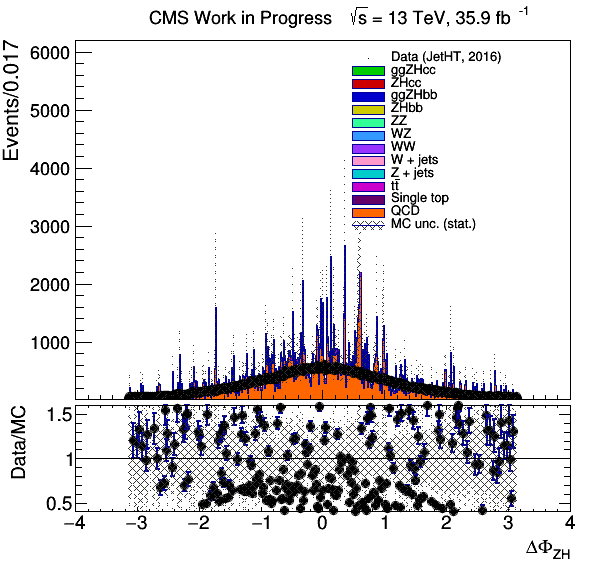 CMS Work in Progress √s = 13 TeV, 35.9 fb⁻¹
Events/0.017
6000
5000
4000
3000
2000
1000
Data (JetHT, 2016)
ggZHcc
ZHcc
ggZHbb
ZHbb
ZZ
WZ
WW
W + jets
Z + jets
tt̄
Single top
QCD
MC unc. (stat.)
Data/MC
1.5
1
0.5
−4 −3 −2 −1 0 1 2 3 4
ΔΦ_ZH